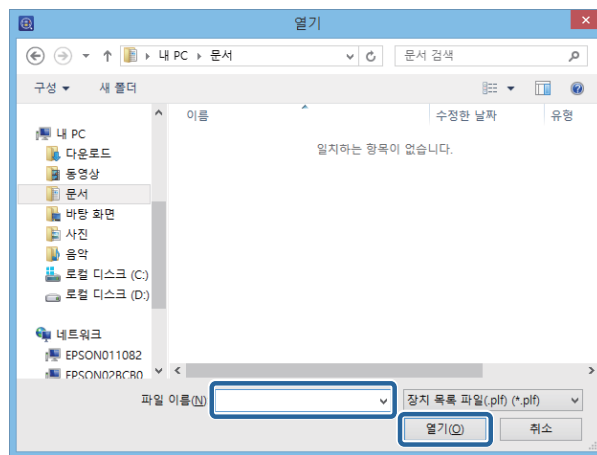 열기
내 PC ▸ 문서
문서 검색
구성 ▼ 새 폴더
이름 수정한 날짜 유형
일치하는 항목이 없습니다.
내 PC
다운로드
동영상
문서
바탕 화면
사진
음악
로컬 디스크 (C:)
로컬 디스크 (D:)
네트워크
EPSON011082
EPSON02BCB0
파일 이름(N)
장치 목록 파일(.plf) (*.plf)
열기(O) 취소